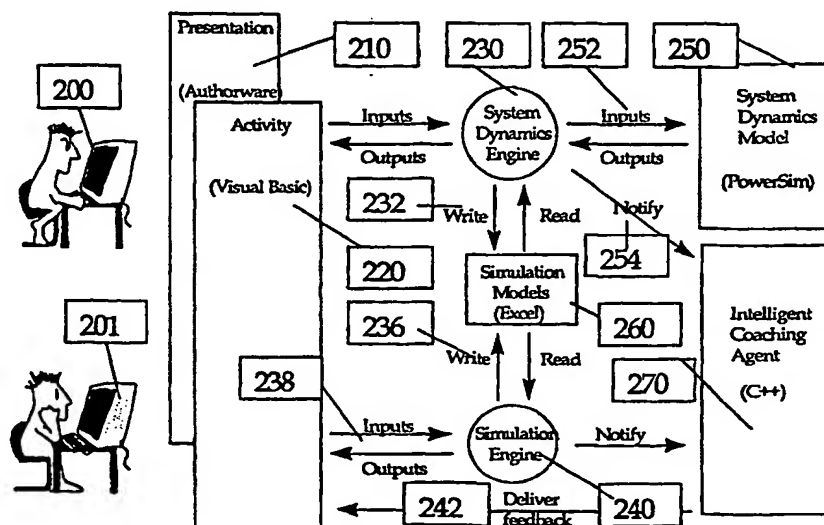 Presentation
(Authorware)
210
230
252
250
200
Activity
(Visual Basic)
Inputs
Outputs
System
Dynamics
Engine
Inputs
Outputs
System
Dynamics
Model
(PowerSim)
232
Write
Read
Notify
254
220
Simulation
Models
(Excel)
201
236
260
Intelligent
Coaching
Agent
(C++)
238
Write
Read
270
Inputs
Outputs
Simulation
Engine
Notify
242
Deliver
feedback
240